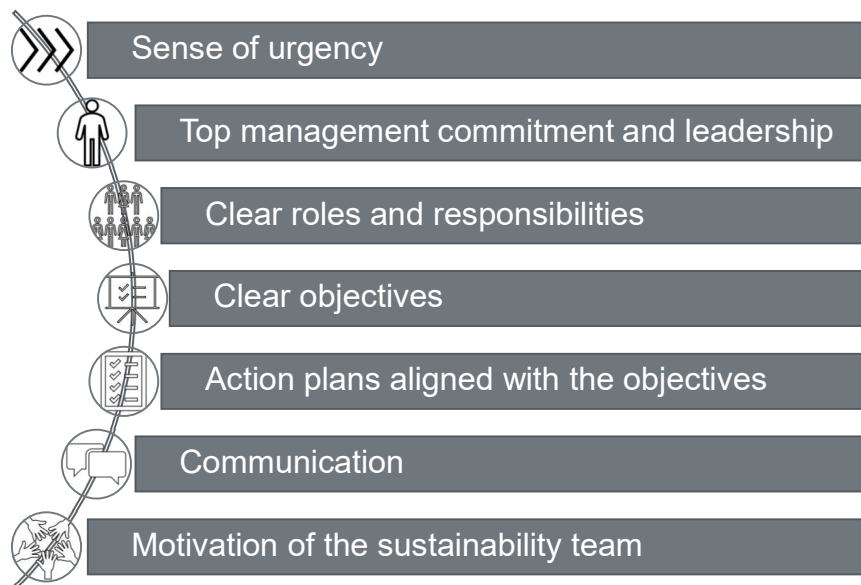 Sense of urgency
Top management commitment and leadership
Clear roles and responsibilities
Clear objectives
Action plans aligned with the objectives
Communication
Motivation of the sustainability team